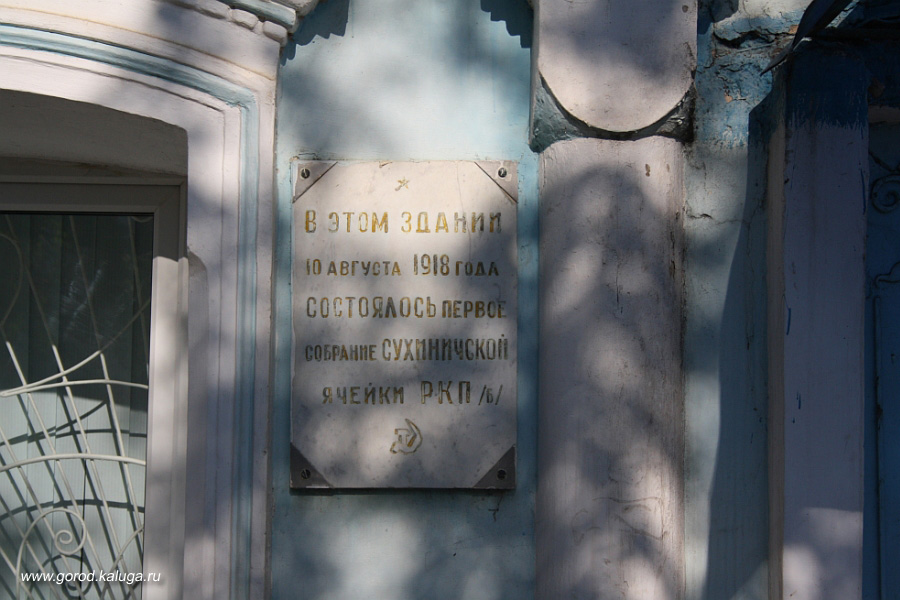 В ЭТОМ ЗДАНИИ
10 АВГУСТА 1918 ГОДА
СОСТОЯЛОСЬ ПЕРВОЕ
СОБРАНИЕ СУХИНИЧСКОЙ
ЯЧЕЙКИ РКП /б/
www.gorod.kaluga.ru